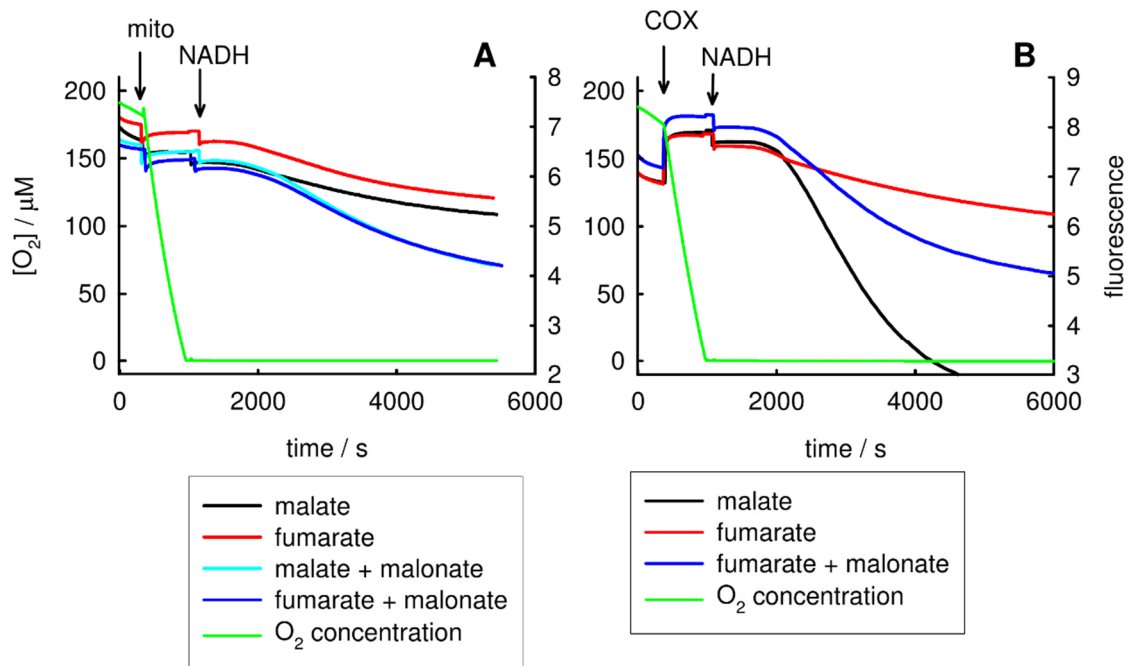 mito
NADH
A
[O2] / μM
200
150
100
50
0
8
7
6
5
4
3
2
0
2000
4000
6000
time / s
malate
fumarate
malate + malonate
fumarate + malonate
O2 concentration
COX
NADH
B
200
150
100
50
0
9
8
7
6
5
4
3
fluorescence
0
2000
4000
6000
time / s
malate
fumarate
fumarate + malonate
O2 concentration